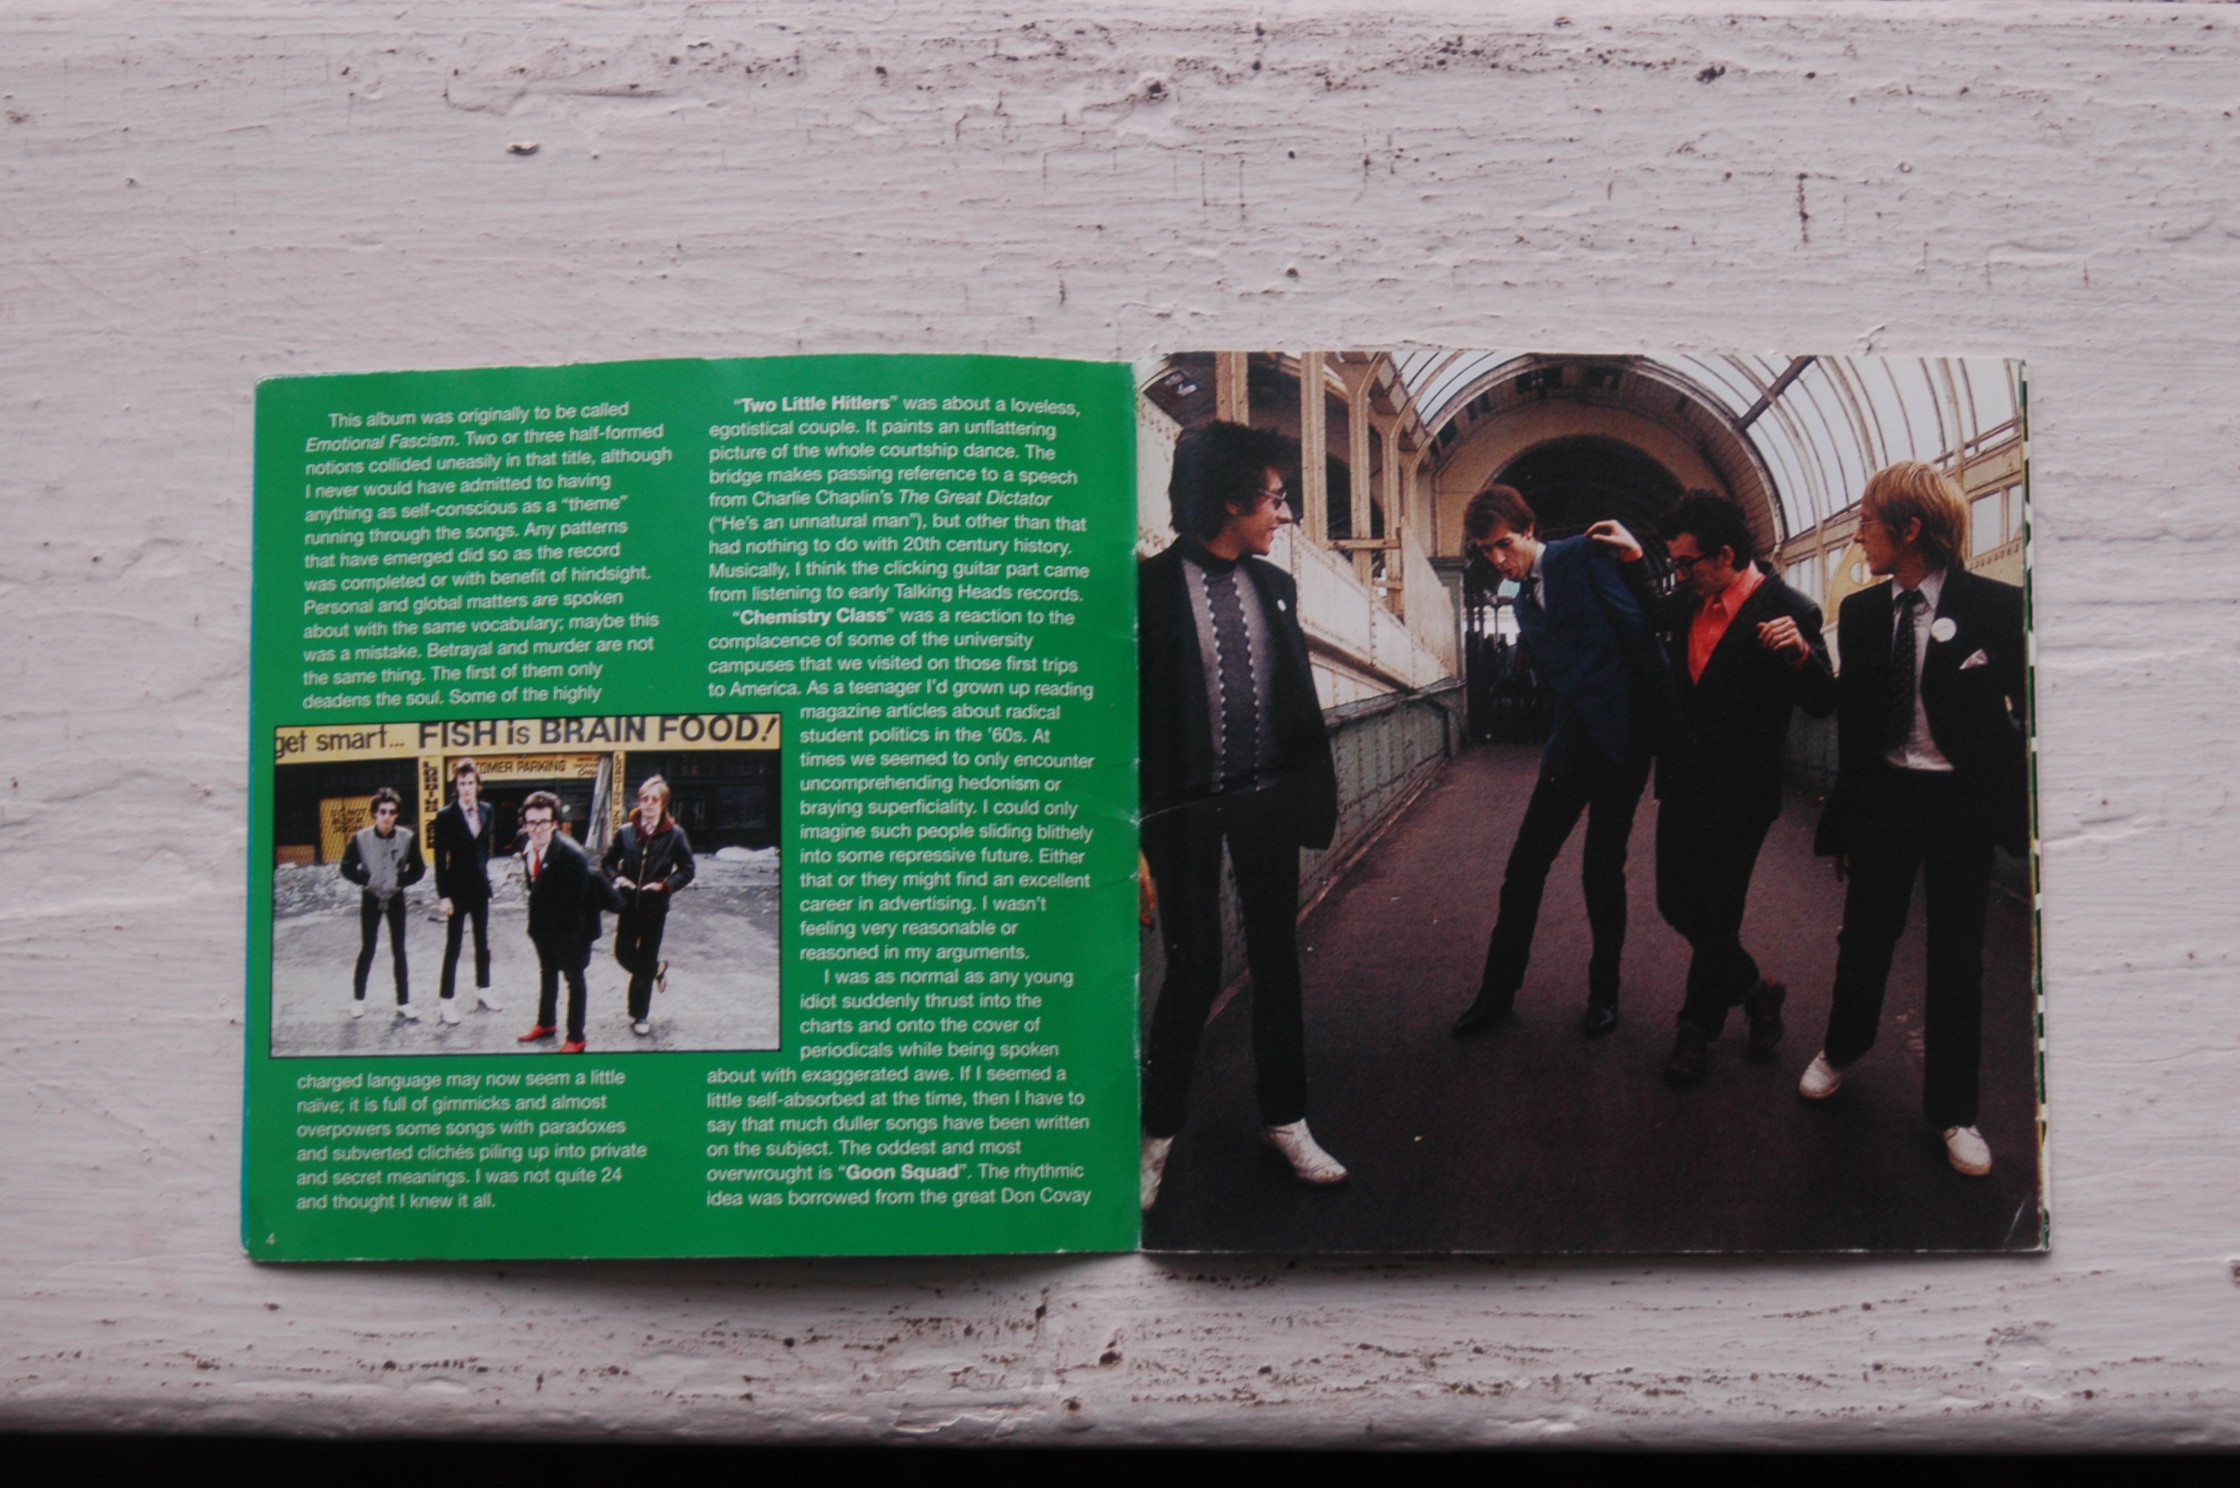 This album was originally to be called
Emotional Fascism. Two or three half-formed
notions collided uneasily in that title, although
I never would have admitted to having
anything as self-conscious as a “theme”
running through the songs. Any patterns
that have emerged did so as the record
was completed or with benefit of hindsight.
Personal and global matters are spoken
about with the same vocabulary; maybe this
was a mistake. Betrayal and murder are not
the same thing. The first of them only
deadens the soul. Some of the highly
get smart... FISH is BRAIN FOOD!
CUSTOMER PARKING
charged language may now seem a little
naïve; it is full of gimmicks and almost
overpowers some songs with paradoxes
and subverted clichés piling up into private
and secret meanings. I was not quite 24
and thought I knew it all.
4
“Two Little Hitlers” was about a loveless,
egotistical couple. It paints an unflattering
picture of the whole courtship dance. The
bridge makes passing reference to a speech
from Charlie Chaplin’s The Great Dictator
(“He’s an unnatural man”), but other than that
had nothing to do with 20th century history.
Musically, I think the clicking guitar part came
from listening to early Talking Heads records.
“Chemistry Class” was a reaction to the
complacence of some of the university
campuses that we visited on those first trips
to America. As a teenager I’d grown up reading
magazine articles about radical
student politics in the ’60s. At
times we seemed to only encounter
uncomprehending hedonism or
braying superficiality. I could only
imagine such people sliding blithely
into some repressive future. Either
that or they might find an excellent
career in advertising. I wasn’t
feeling very reasonable or
reasoned in my arguments.
I was as normal as any young
idiot suddenly thrust into the
charts and onto the cover of
periodicals while being spoken
about with exaggerated awe. If I seemed a
little self-absorbed at the time, then I have to
say that much duller songs have been written
on the subject. The oddest and most
overwrought is “Goon Squad”. The rhythmic
idea was borrowed from the great Don Covay